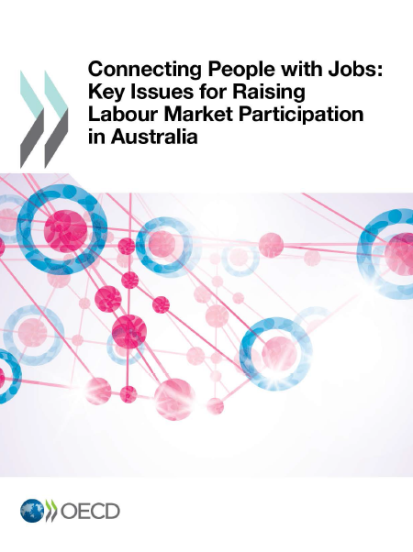 Connecting People with Jobs:
Key Issues for Raising
Labour Market Participation
in Australia
OECD